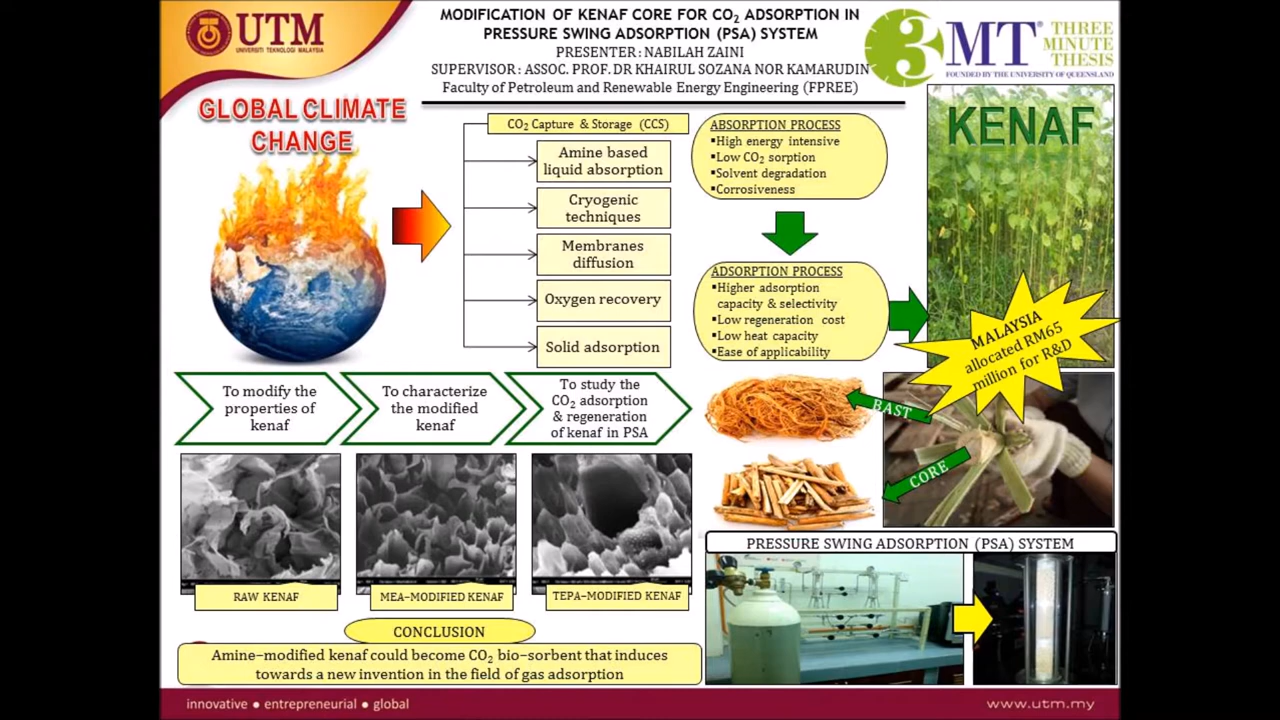 UTM
UNIVERSITI TEKNOLOGI MALAYSIA
MODIFICATION OF KENAF CORE FOR CO₂ ADSORPTION IN
PRESSURE SWING ADSORPTION (PSA) SYSTEM
PRESENTER : NABILAH ZAINI
SUPERVISOR : ASSOC. PROF. DR KHAIRUL SOZANA NOR KAMARUDIN
Faculty of Petroleum and Renewable Energy Engineering (FPREE)
3MT®
THREE
MINUTE
THESIS
FOUNDED BY THE UNIVERSITY OF QUEENSLAND
GLOBAL CLIMATE
CHANGE
CO₂ Capture & Storage (CCS)
Amine based
liquid absorption
Cryogenic
techniques
Membranes
diffusion
Oxygen recovery
Solid adsorption
ABSORPTION PROCESS
▪High energy intensive
▪Low CO₂ sorption
▪Solvent degradation
▪Corrosiveness
ADSORPTION PROCESS
▪Higher adsorption
capacity & selectivity
▪Low regeneration cost
▪Low heat capacity
▪Ease of applicability
KENAF
MALAYSIA
allocated RM65
million for R&D
To modify the
properties of
kenaf
To characterize
the modified
kenaf
To study the
CO₂ adsorption
& regeneration
of kenaf in PSA
BAST
CORE
RAW KENAF
MEA-MODIFIED KENAF
TEPA-MODIFIED KENAF
CONCLUSION
Amine-modified kenaf could become CO₂ bio-sorbent that induces
towards a new invention in the field of gas adsorption
PRESSURE SWING ADSORPTION (PSA) SYSTEM
innovative ● entrepreneurial ● global
www.utm.my